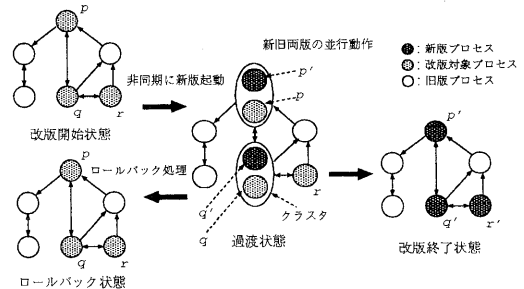 p
q
r
改版開始状態
非同期に新版起動
新旧両版の並行動作
p'
p
q'
q
r
クラスタ
過渡状態
●: 新版プロセス
: 改版対象プロセス
○: 旧版プロセス
p
ロールバック処理
q
r
ロールバック状態
p'
q'
r'
改版終了状態